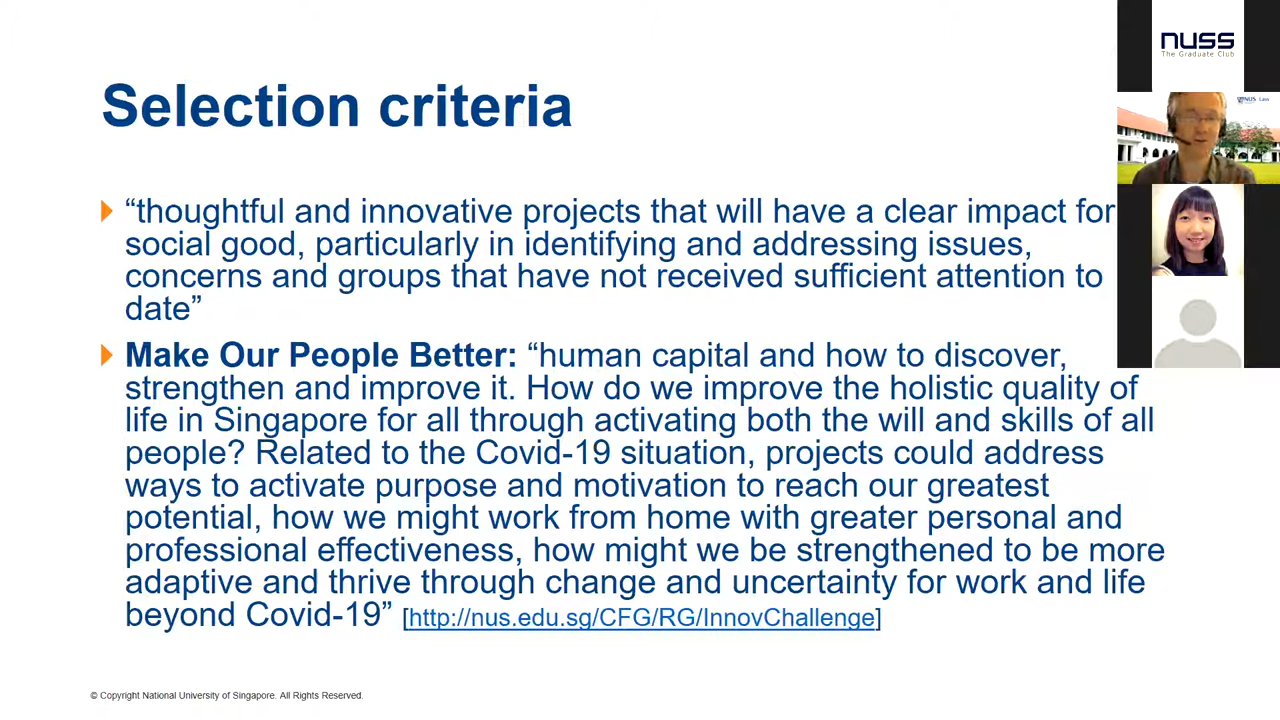 Selection criteria
“thoughtful and innovative projects that will have a clear impact for
social good, particularly in identifying and addressing issues,
concerns and groups that have not received sufficient attention to
date”
Make Our People Better: “human capital and how to discover,
strengthen and improve it. How do we improve the holistic quality of
life in Singapore for all through activating both the will and skills of all
people? Related to the Covid-19 situation, projects could address
ways to activate purpose and motivation to reach our greatest
potential, how we might work from home with greater personal and
professional effectiveness, how might we be strengthened to be more
adaptive and thrive through change and uncertainty for work and life
beyond Covid-19” [http://nus.edu.sg/CFG/RG/InnovChallenge]
© Copyright National University of Singapore. All Rights Reserved.
NUSS
The Graduate Club
NUS Law